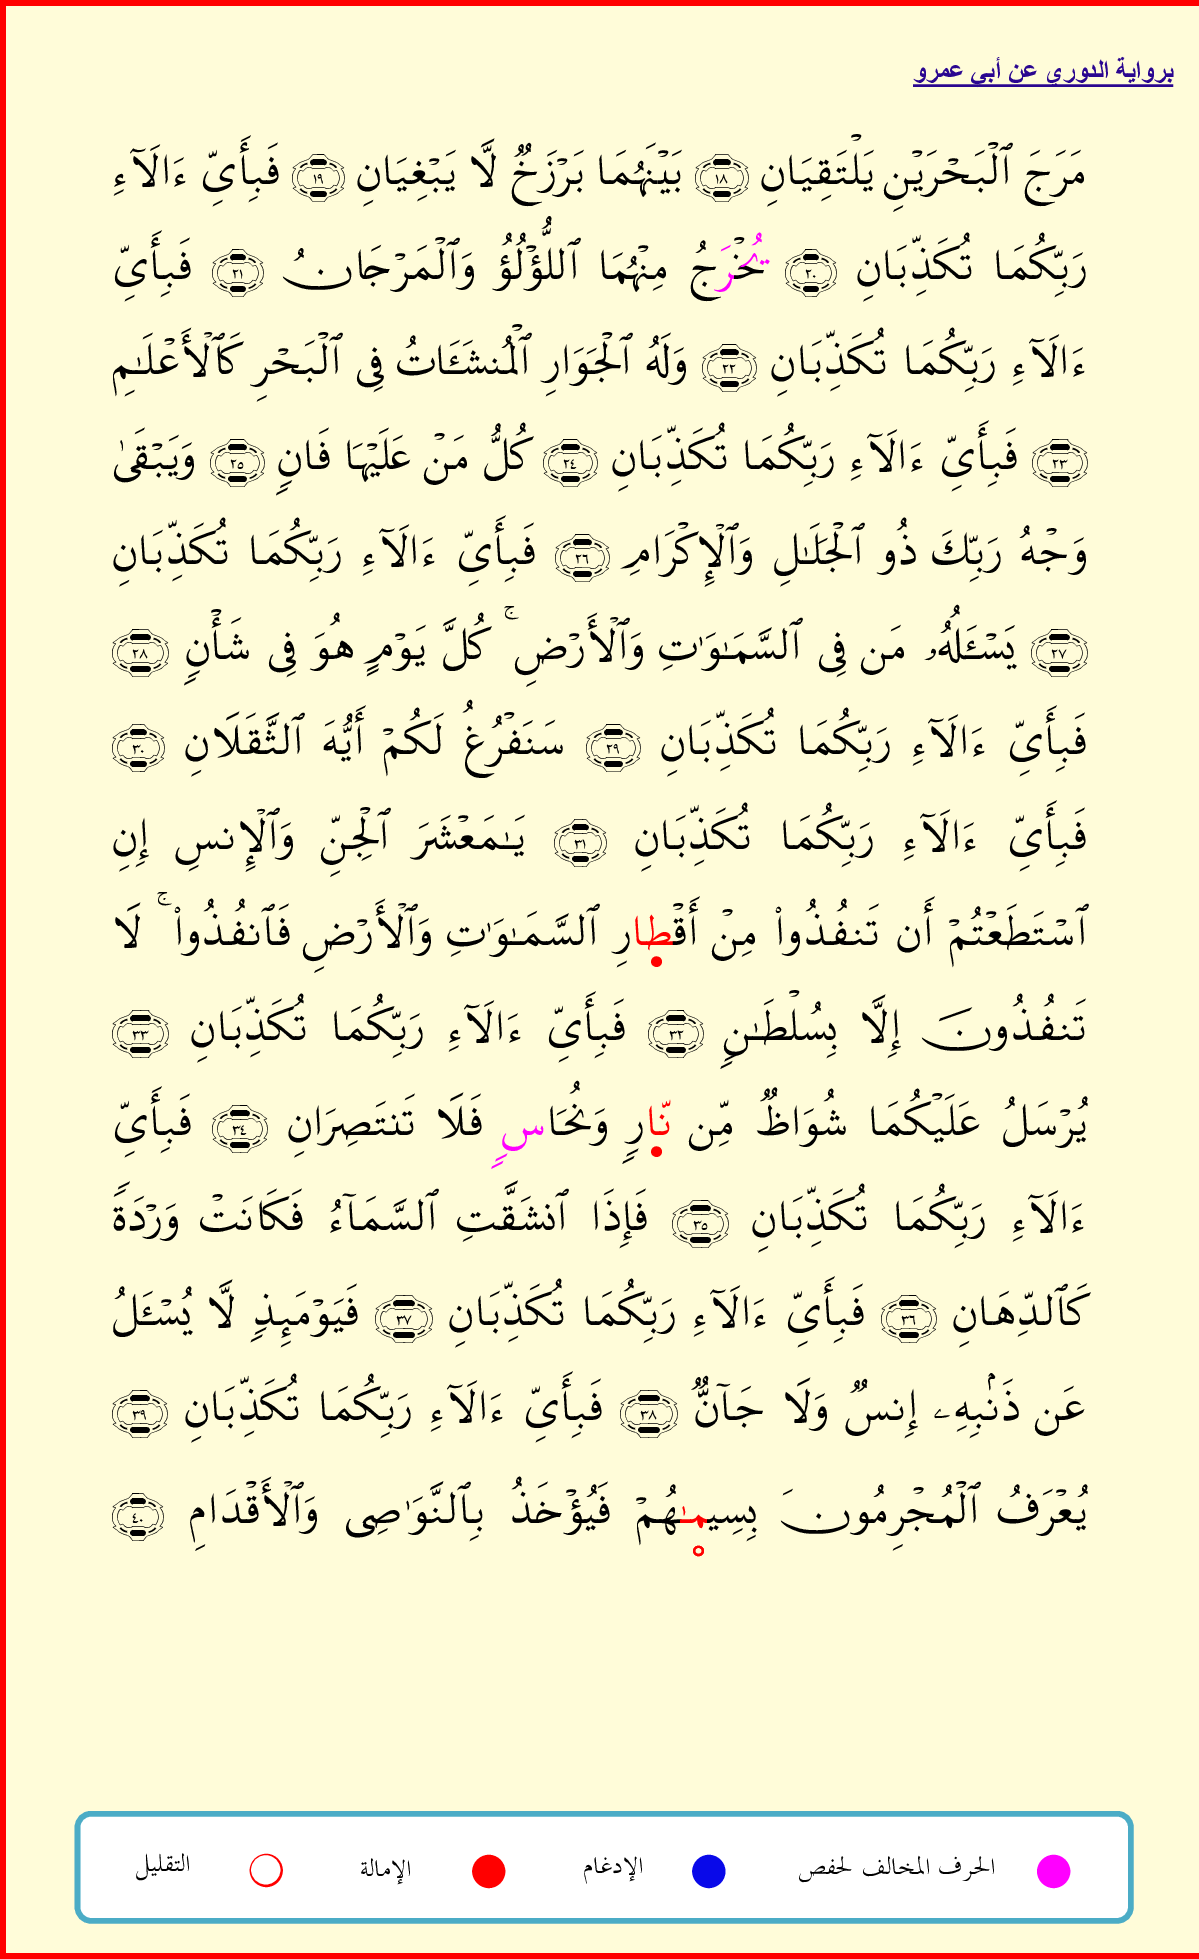 برواية الدوري عن أبي عمرو
مَرَجَ ٱلۡبَحۡرَيۡنِ يَلۡتَقِيَانِ ١٨ بَيۡنَهُمَا بَرۡزَخٌ لَّا يَبۡغِيَانِ ١٩ فَبِأَيِّ ءَالَآءِ
رَبِّكُمَا تُكَذِّبَانِ ٢٠ يُخۡرَجُ مِنۡهُمَا ٱللُّؤۡلُؤُ وَٱلۡمَرۡجَانُ ٢١ فَبِأَيِّ
ءَالَآءِ رَبِّكُمَا تُكَذِّبَانِ ٢٢ وَلَهُ ٱلۡجَوَارِ ٱلۡمُنشَـَٔاتُ فِي ٱلۡبَحۡرِ كَٱلۡأَعۡلَٰمِ
٢٣ فَبِأَيِّ ءَالَآءِ رَبِّكُمَا تُكَذِّبَانِ ٢٤ كُلُّ مَنۡ عَلَيۡهَا فَانٖ ٢٥ وَيَبۡقَىٰ
وَجۡهُ رَبِّكَ ذُو ٱلۡجَلَٰلِ وَٱلۡإِكۡرَامِ ٢٦ فَبِأَيِّ ءَالَآءِ رَبِّكُمَا تُكَذِّبَانِ
٢٧ يَسۡـَٔلُهُۥ مَن فِي ٱلسَّمَٰوَٰتِ وَٱلۡأَرۡضِۚ كُلَّ يَوۡمٍ هُوَ فِي شَأۡنٖ ٢٨
فَبِأَيِّ ءَالَآءِ رَبِّكُمَا تُكَذِّبَانِ ٢٩ سَنَفۡرُغُ لَكُمۡ أَيُّهَ ٱلثَّقَلَانِ ٣٠
فَبِأَيِّ ءَالَآءِ رَبِّكُمَا تُكَذِّبَانِ ٣١ يَٰمَعۡشَرَ ٱلۡجِنِّ وَٱلۡإِنسِ إِنِ
ٱسۡتَطَعۡتُمۡ أَن تَنفُذُواْ مِنۡ أَقۡطارِ ٱلسَّمَٰوَٰتِ وَٱلۡأَرۡضِ فَٱنفُذُواْۚ لَا
تَنفُذُونَ إِلَّا بِسُلۡطَٰنٖ ٣٢ فَبِأَيِّ ءَالَآءِ رَبِّكُمَا تُكَذِّبَانِ ٣٣
يُرۡسَلُ عَلَيۡكُمَا شُوَاظٞ مِّن نّارٖ وَنُحَاسٖ فَلَا تَنتَصِرَانِ ٣٤ فَبِأَيِّ
ءَالَآءِ رَبِّكُمَا تُكَذِّبَانِ ٣٥ فَإِذَا ٱنشَقَّتِ ٱلسَّمَآءُ فَكَانَتۡ وَرۡدَةٗ
كَٱلدِّهَانِ ٣٦ فَبِأَيِّ ءَالَآءِ رَبِّكُمَا تُكَذِّبَانِ ٣٧ فَيَوۡمَئِذٖ لَّا يُسۡـَٔلُ
عَن ذَنۢبِهِۦ إِنسٞ وَلَا جَآنّٞ ٣٨ فَبِأَيِّ ءَالَآءِ رَبِّكُمَا تُكَذِّبَانِ ٣٩
يُعۡرَفُ ٱلۡمُجۡرِمُونَ بِسِيمٰهُمۡ فَيُؤۡخَذُ بِٱلنَّوَٰصِي وَٱلۡأَقۡدَامِ ٤٠
الحرف المخالف لحفص الإدغام الإمالة التقليل